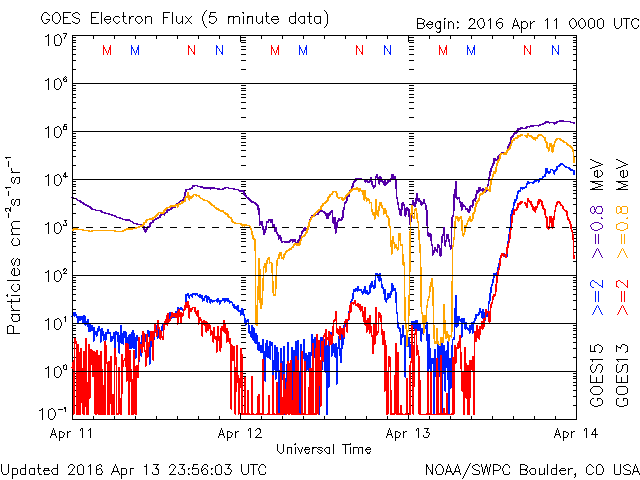 GOES Electron Flux (5 minute data)
Begin: 2016 Apr 11 0000 UTC
10⁷
10⁶
10⁵
10⁴
10³
10²
10¹
10⁰
10⁻¹
Particles cm⁻²s⁻¹sr⁻¹
M M N N M M N N M M N N
Apr 11 Apr 12 Apr 13 Apr 14
Universal Time
GOES15 >=2 >=0.8 MeV
GOES13 >=2 >=0.8 MeV
Updated 2016 Apr 13 23:56:03 UTC
NOAA/SWPC Boulder, CO USA